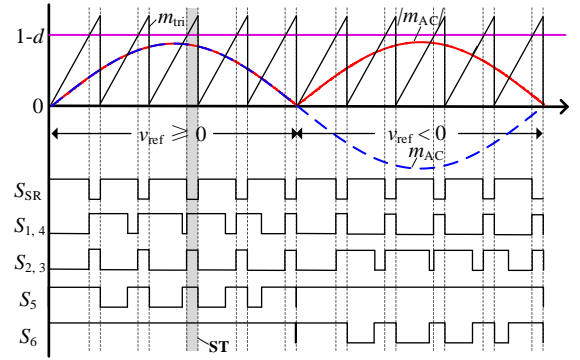 m_tri
/m_AC/
1-d
0
v_ref ⩾ 0
v_ref < 0
m_AC
S_SR
S_1, 4
S_2, 3
S_5
S_6
ST